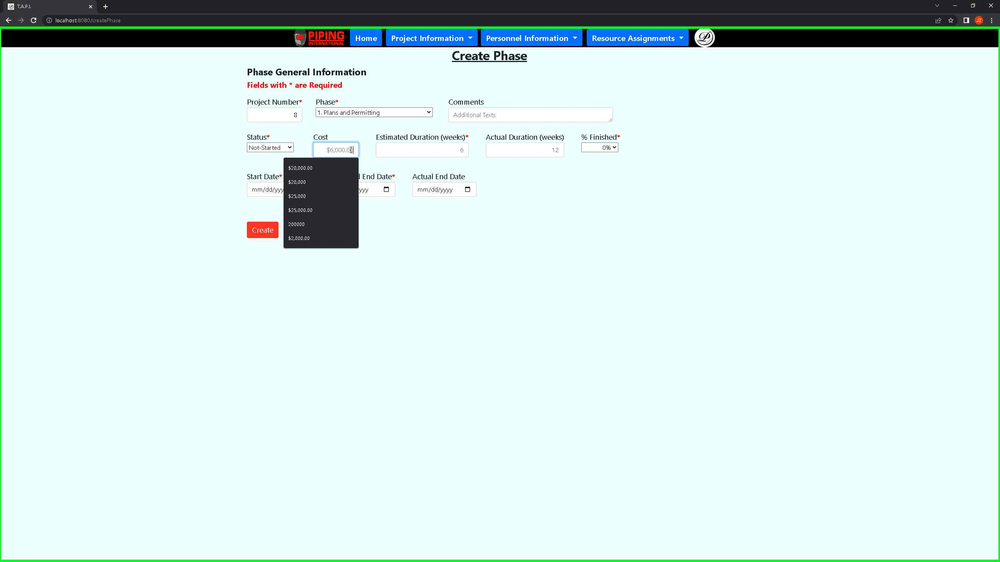 T.A.P.I.
localhost:8080/createPhase
JZ
PIPING
INTERNATIONAL
Home
Project Information
Personnel Information
Resource Assignments
Create Phase
Phase General Information
Fields with * are Required
Project Number* Phase* Comments
8 1. Plans and Permitting Additional Texts
Status* Cost Estimated Duration (weeks)* Actual Duration (weeks) % Finished*
Not-Started $6,000.00 6 12 0%
$20,000.00
$20,000
$25,000
$25,000.00
200000
$2,000.00
Start Date* d End Date* Actual End Date
mm/dd/yyy yyy mm/dd/yyyy
Create